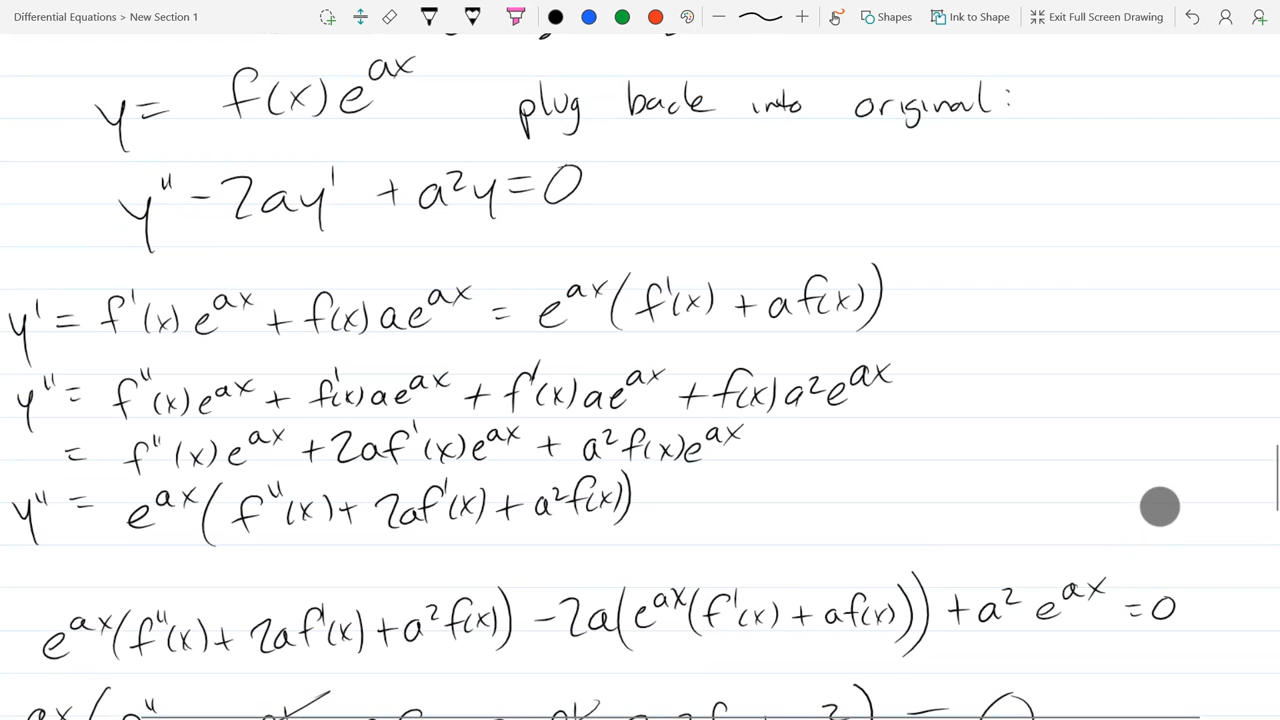 Differential Equations > New Section 1
Shapes
Ink to Shape
Exit Full Screen Drawing
y = f(x)e^{ax} plug back into original:
y'' - 2ay' + a²y = 0
y' = f'(x)e^{ax} + f(x)ae^{ax} = e^{ax}(f'(x) + af(x))
y'' = f''(x)e^{ax} + f'(x)ae^{ax} + f'(x)ae^{ax} + f(x)a²e^{ax}
= f''(x)e^{ax} + 2af'(x)e^{ax} + a²f(x)e^{ax}
y'' = e^{ax}(f''(x) + 2af'(x) + a²f(x))
e^{ax}(f''(x) + 2af'(x) + a²f(x)) - 2a(e^{ax}(f'(x) + af(x))) + a² e^{ax} = 0